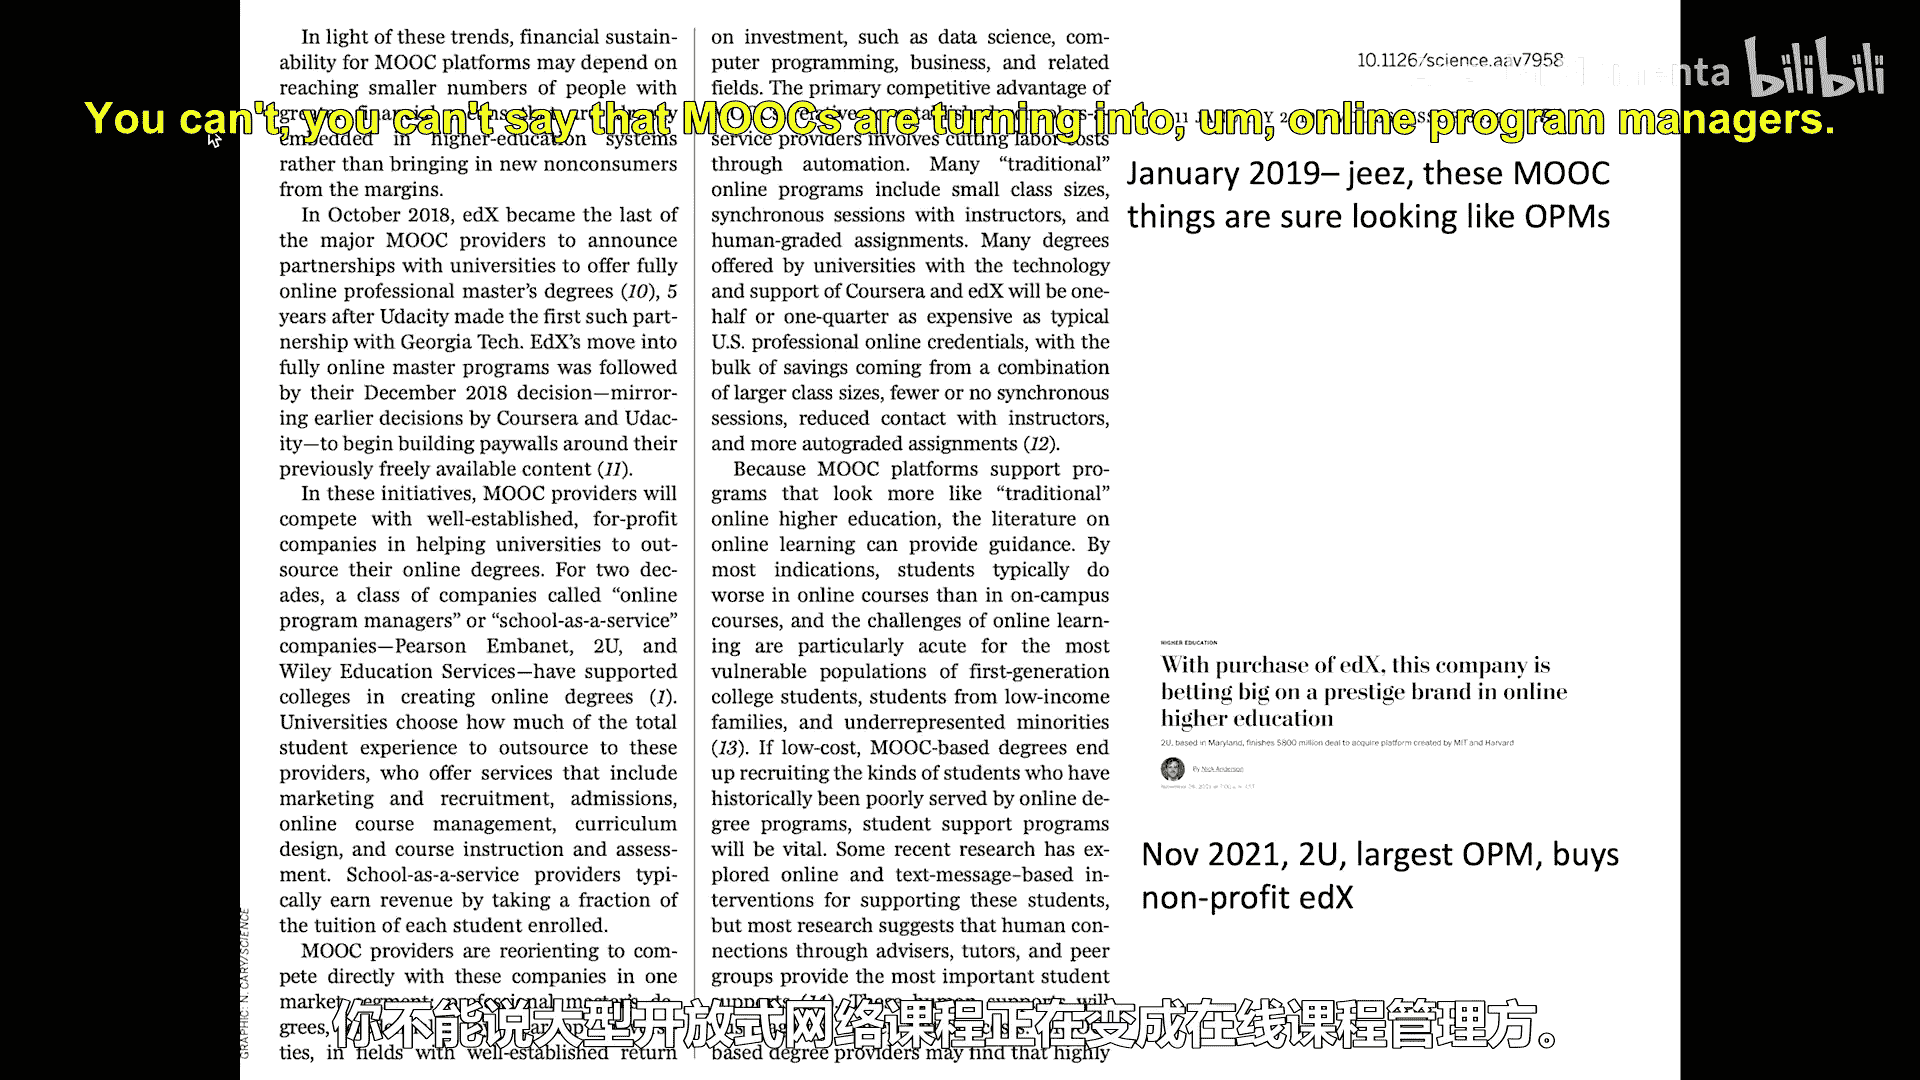 In light of these trends, financial sustain-
ability for MOOC platforms may depend on
reaching smaller numbers of people with
embedded in higher-education systems
rather than bringing in new nonconsumers
from the margins.
In October 2018, edX became the last of
the major MOOC providers to announce
partnerships with universities to offer fully
online professional master's degrees (10), 5
years after Udacity made the first such part-
nership with Georgia Tech. EdX's move into
fully online master programs was followed
by their December 2018 decision—mirror-
ing earlier decisions by Coursera and Udac-
ity—to begin building paywalls around their
previously freely available content (11).
In these initiatives, MOOC providers will
compete with well-established, for-profit
companies in helping universities to out-
source their online degrees. For two dec-
ades, a class of companies called “online
program managers” or “school-as-a-service”
companies—Pearson Embanet, 2U, and
Wiley Education Services—have supported
colleges in creating online degrees (1).
Universities choose how much of the total
student experience to outsource to these
providers, who offer services that include
marketing and recruitment, admissions,
online course management, curriculum
design, and course instruction and assess-
ment. School-as-a-service providers typi-
cally earn revenue by taking a fraction of
the tuition of each student enrolled.
MOOC providers are reorienting to com-
pete directly with these companies in one
market
grees,
ties, in fields with well-established return
on investment, such as data science, com-
puter programming, business, and related
fields. The primary competitive advantage of
service providers involves cutting labor costs
through automation. Many “traditional”
online programs include small class sizes,
synchronous sessions with instructors, and
human-graded assignments. Many degrees
offered by universities with the technology
and support of Coursera and edX will be one-
half or one-quarter as expensive as typical
U.S. professional online credentials, with the
bulk of savings coming from a combination
of larger class sizes, fewer or no synchronous
sessions, reduced contact with instructors,
and more autograded assignments (12).
Because MOOC platforms support pro-
grams that look more like “traditional”
online higher education, the literature on
online learning can provide guidance. By
most indications, students typically do
worse in online courses than in on-campus
courses, and the challenges of online learn-
ing are particularly acute for the most
vulnerable populations of first-generation
college students, students from low-income
families, and underrepresented minorities
(13). If low-cost, MOOC-based degrees end
up recruiting the kinds of students who have
historically been poorly served by online de-
gree programs, student support programs
will be vital. Some recent research has ex-
plored online and text-message-based in-
terventions for supporting these students,
but most research suggests that human con-
nections through advisers, tutors, and peer
groups provide the most important student
based degree providers may find that highly
GRAPHIC: N. CARY/SCIENCE
10.1126/science.aav7958
bilibili
You can't, you can't say that MOOCs are turning into, um, online program managers.
January 2019– jeez, these MOOC
things are sure looking like OPMs
HIGHER EDUCATION
With purchase of edX, this company is
betting big on a prestige brand in online
higher education
2U, based in Maryland, finishes $800 million deal to acquire platform created by MIT and Harvard
By Nick Anderson
Nov 2021, 2U, largest OPM, buys
non-profit edX
你不能说大型开放式网络课程正在变成在线课程管理方。